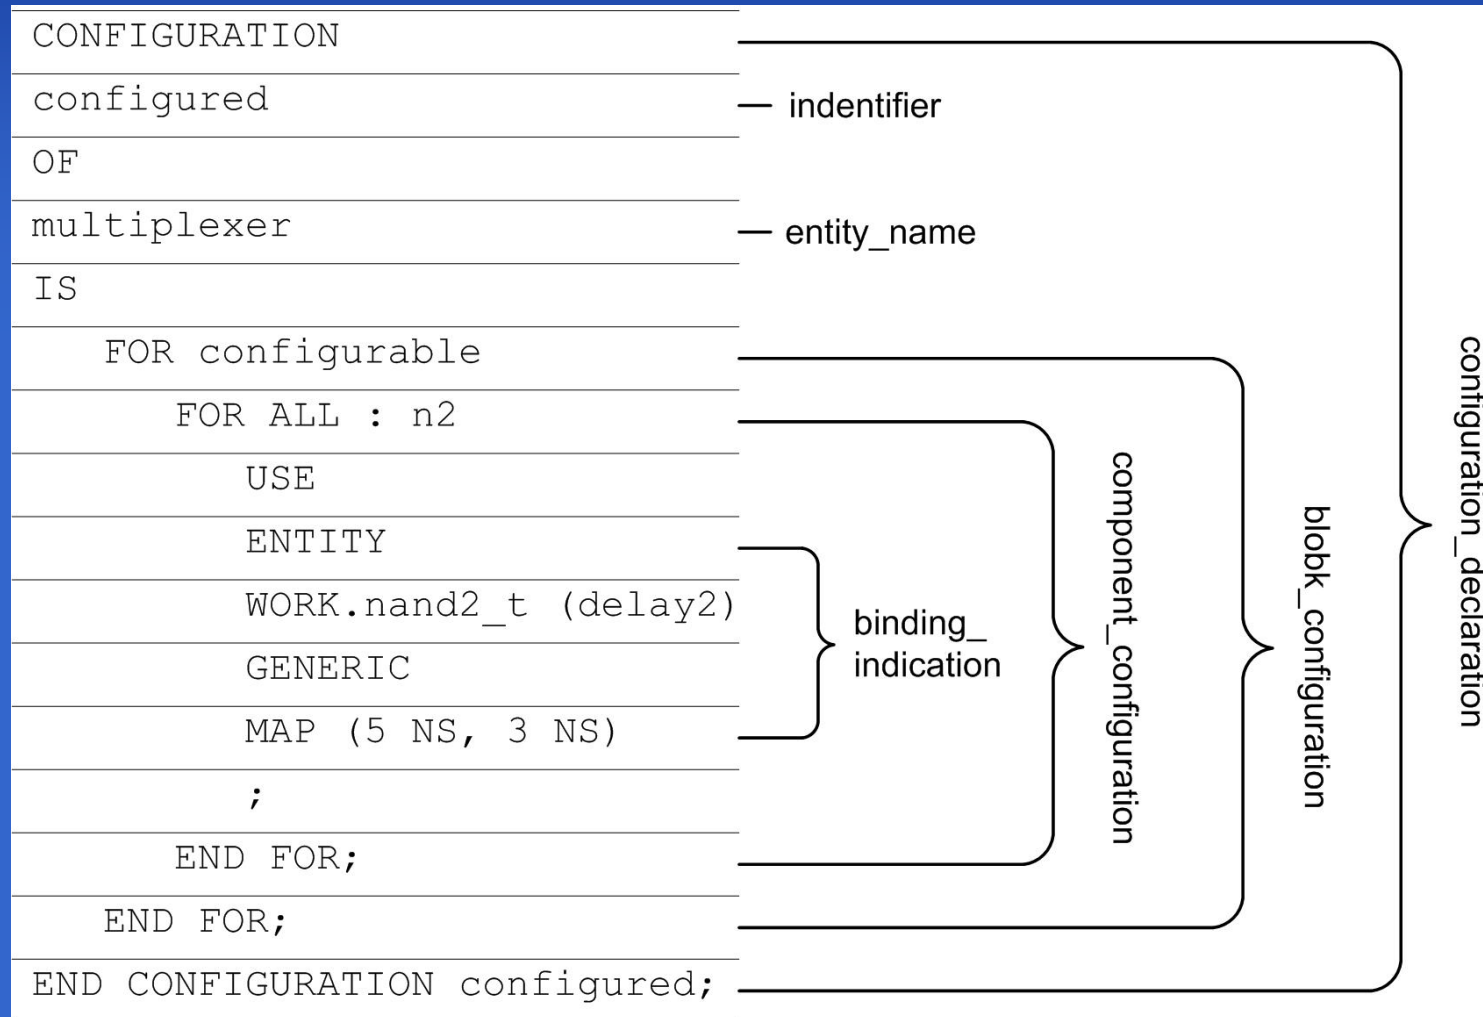 CONFIGURATION
configured
indentifier
OF
multiplexer
entity_name
IS
FOR configurable
FOR ALL : n2
USE
ENTITY
WORK.nand2_t (delay2)
GENERIC
MAP (5 NS, 3 NS)
;
END FOR;
END FOR;
END CONFIGURATION configured;
binding_
indication
component_configuration
blobk_configuration
configuration_declaration